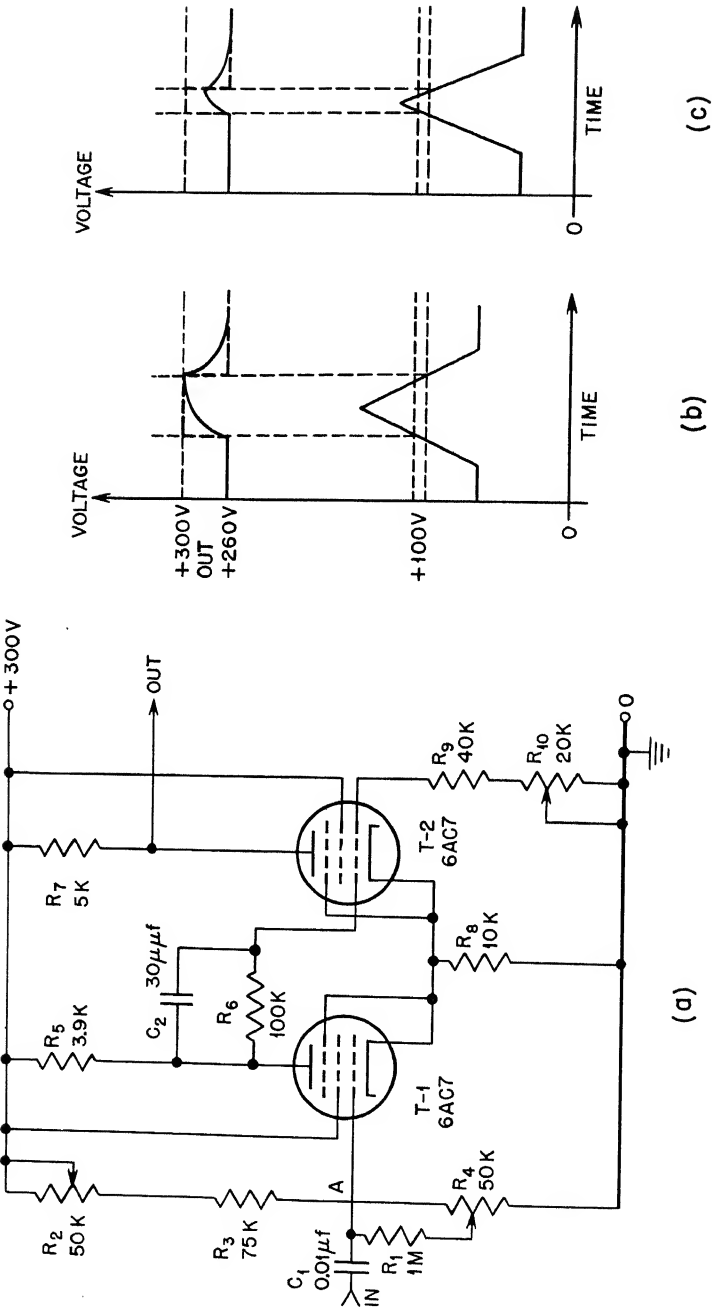 +300V
R2
50K
R3
75K
A
C1
0.01μf
IN
R1
1M
R4
50K
R5
3.9K
C2
30μμf
R6
100K
T-1
6AC7
R7
5K
OUT
T-2
6AC7
R8
10K
R9
40K
R10
20K
0
(a)
VOLTAGE
+300V
OUT
+260V
+100V
0
TIME
(b)
VOLTAGE
0
TIME
(c)